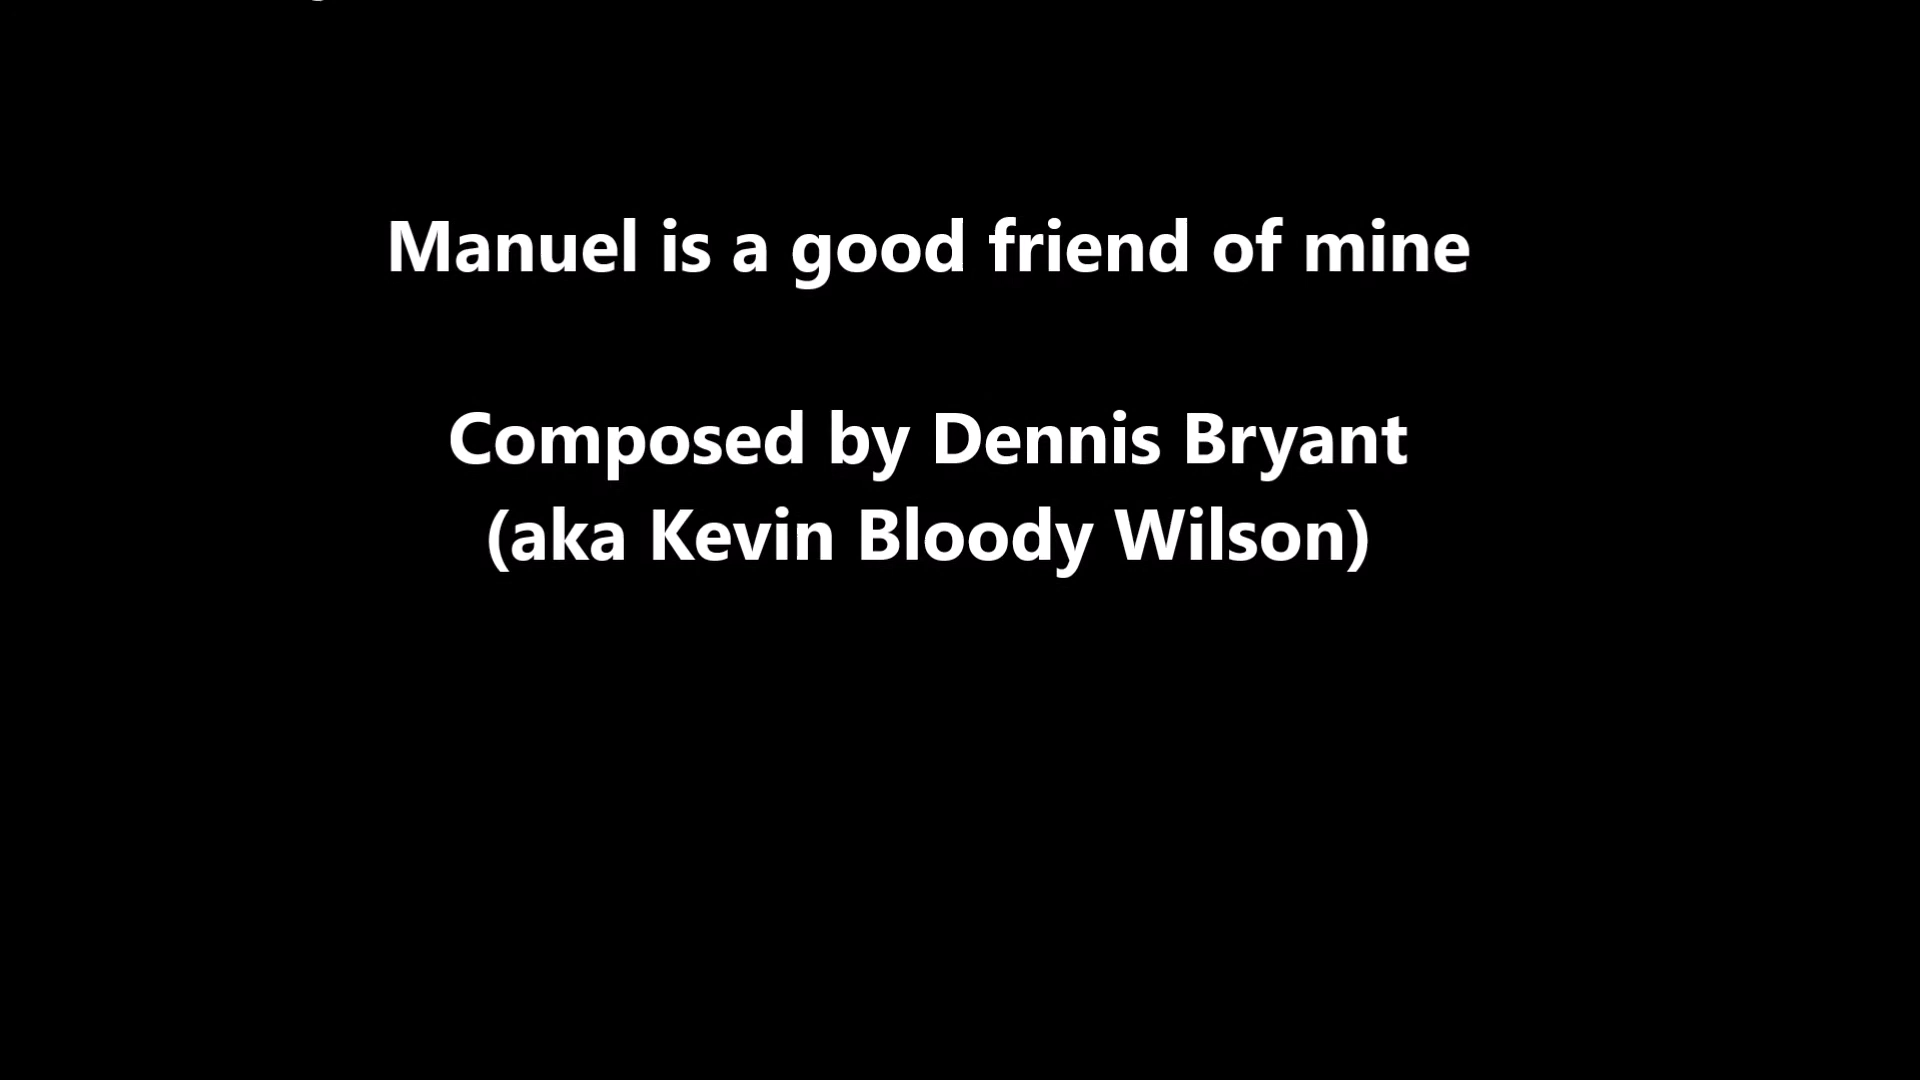 Manuel is a good friend of mine
Composed by Dennis Bryant
(aka Kevin Bloody Wilson)